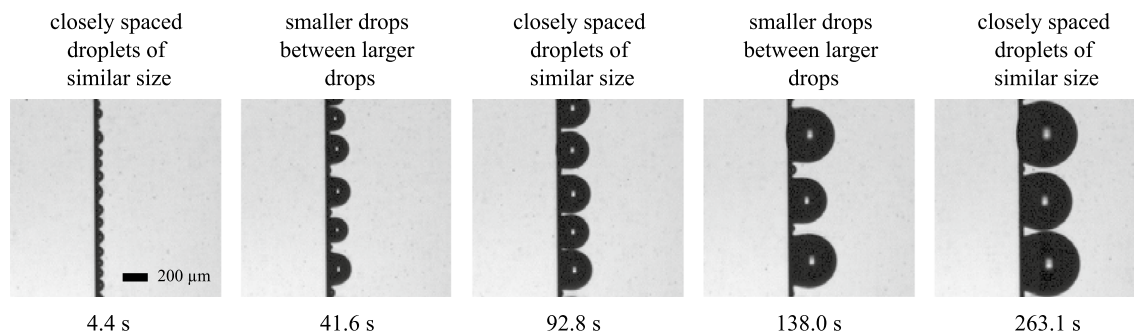 closely spaced
droplets of
similar size
smaller drops
between larger
drops
closely spaced
droplets of
similar size
smaller drops
between larger
drops
closely spaced
droplets of
similar size
200 µm
4.4 s
41.6 s
92.8 s
138.0 s
263.1 s